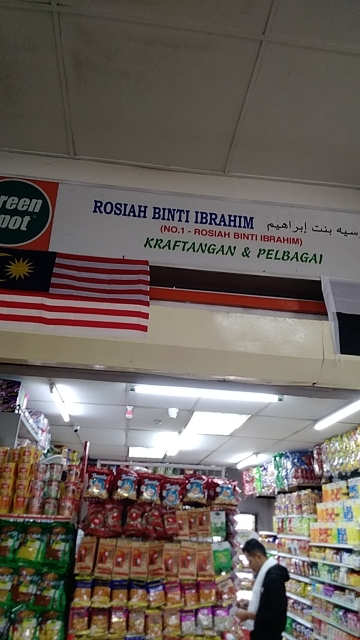 reen
pot
ROSIAH BINTI IBRAHIM
سيه بنت إبراهيم
(NO.1 - ROSIAH BINTI IBRAHIM)
KRAFTANGAN & PELBAGAI